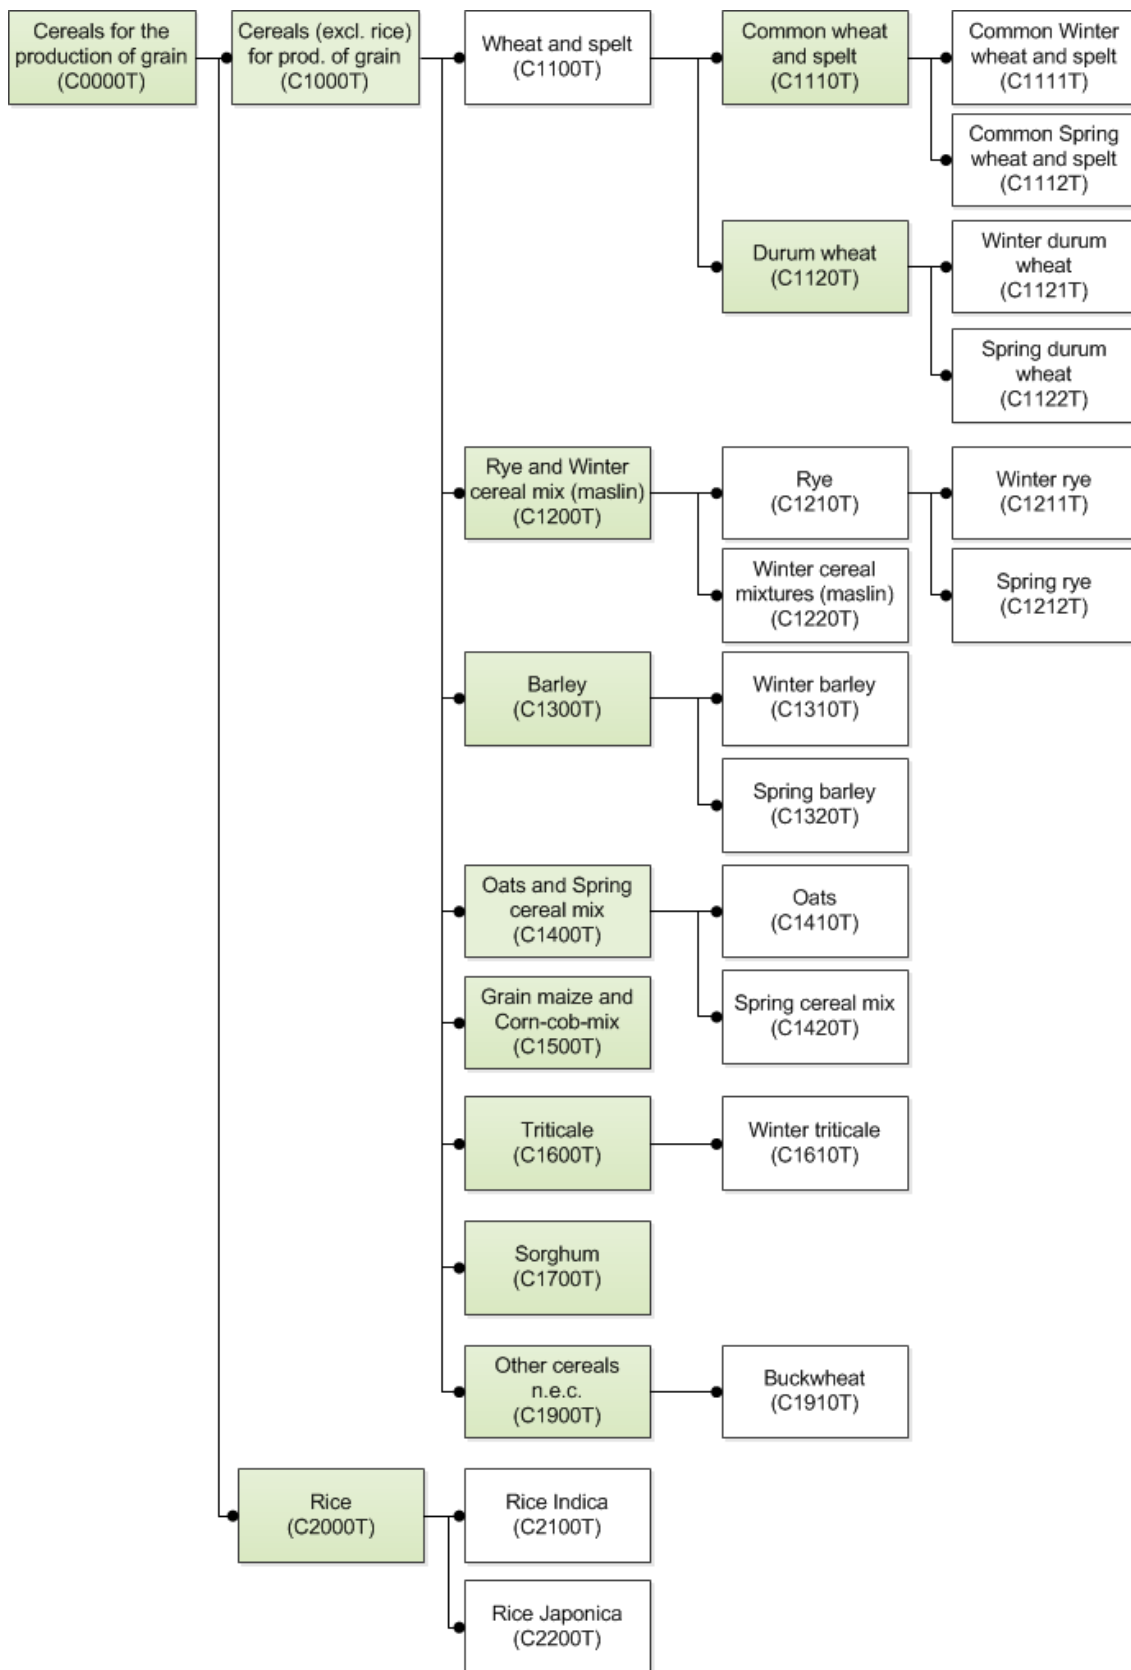 Cereals for the
production of grain
(C0000T)
Cereals (excl. rice)
for prod. of grain
(C1000T)
Wheat and spelt
(C1100T)
Common wheat
and spelt
(C1110T)
Common Winter
wheat and spelt
(C1111T)
Common Spring
wheat and spelt
(C1112T)
Durum wheat
(C1120T)
Winter durum
wheat
(C1121T)
Spring durum
wheat
(C1122T)
Rye and Winter
cereal mix (maslin)
(C1200T)
Rye
(C1210T)
Winter rye
(C1211T)
Winter cereal
mixtures (maslin)
(C1220T)
Spring rye
(C1212T)
Barley
(C1300T)
Winter barley
(C1310T)
Spring barley
(C1320T)
Oats and Spring
cereal mix
(C1400T)
Oats
(C1410T)
Grain maize and
Corn-cob-mix
(C1500T)
Spring cereal mix
(C1420T)
Triticale
(C1600T)
Winter triticale
(C1610T)
Sorghum
(C1700T)
Other cereals
n.e.c.
(C1900T)
Buckwheat
(C1910T)
Rice
(C2000T)
Rice Indica
(C2100T)
Rice Japonica
(C2200T)